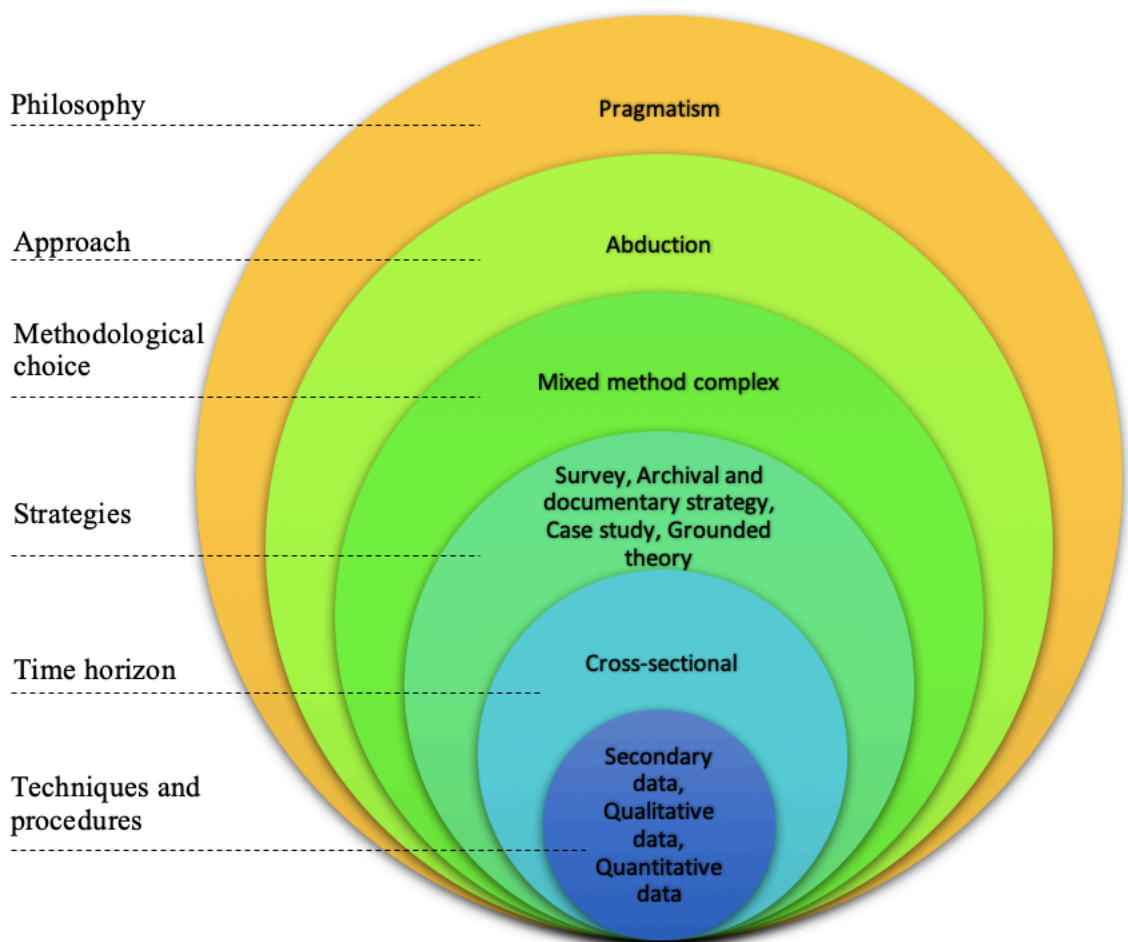 Philosophy
Pragmatism
Approach
Abduction
Methodological
choice
Mixed method complex
Strategies
Survey, Archival and
documentary strategy,
Case study, Grounded
theory
Time horizon
Cross-sectional
Techniques and
procedures
Secondary
data,
Qualitative
data,
Quantitative
data